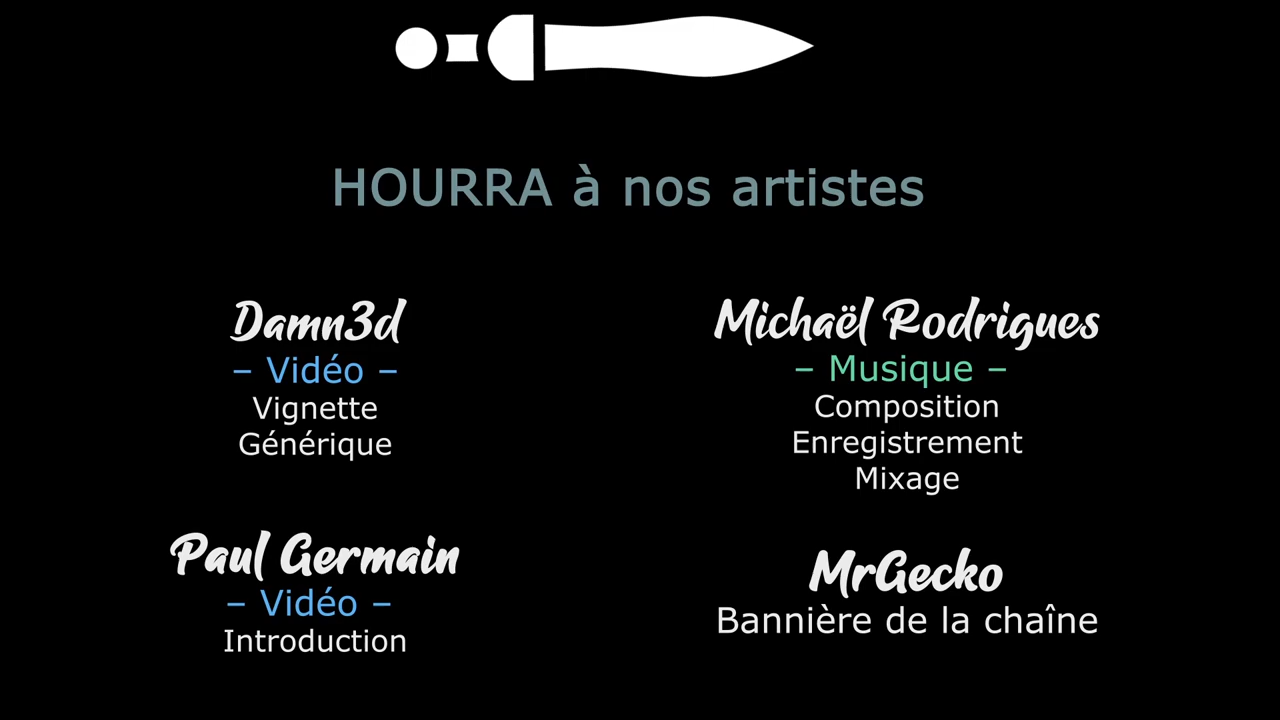 HOURRA à nos artistes
Damn3d
– Vidéo –
Vignette
Générique
Michaël Rodrigues
– Musique –
Composition
Enregistrement
Mixage
Paul Germain
– Vidéo –
Introduction
MrGecko
Bannière de la chaîne